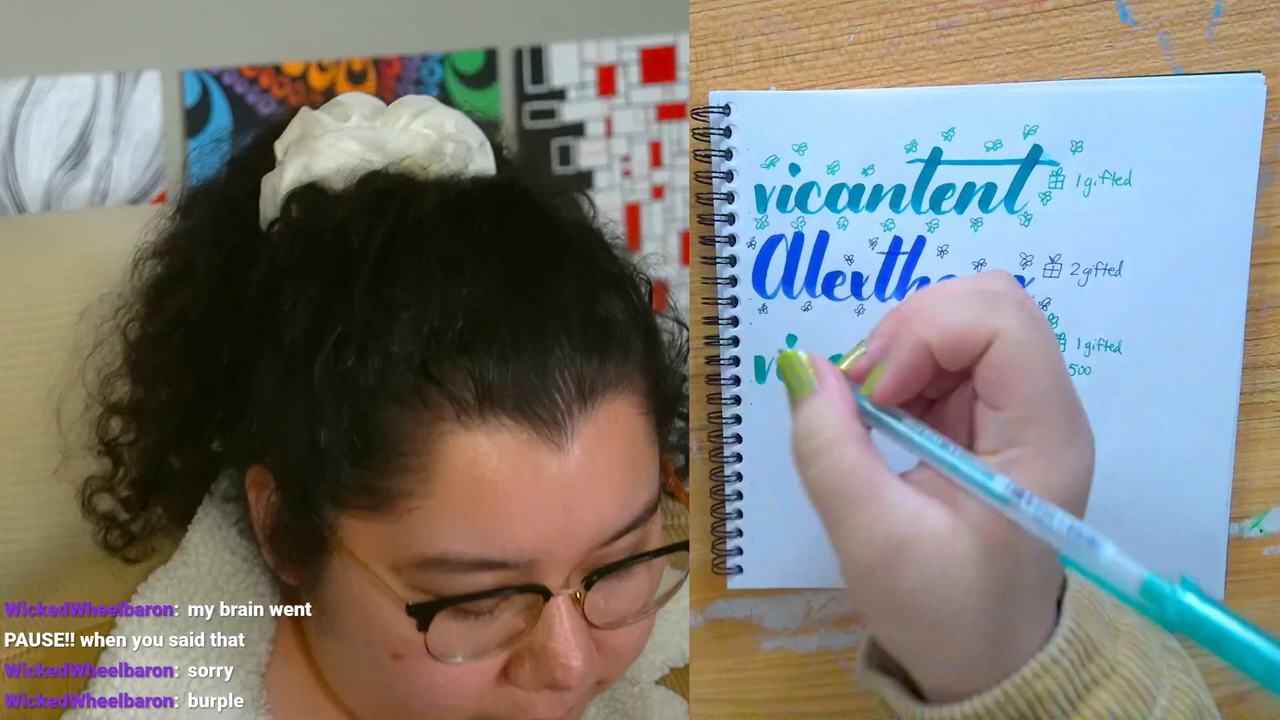 WickedWheelbaron: my brain went
PAUSE!! when you said that
WickedWheelbaron: sorry
WickedWheelbaron: burple
vicantent 1 gifted
2 gifted
1 gifted
500